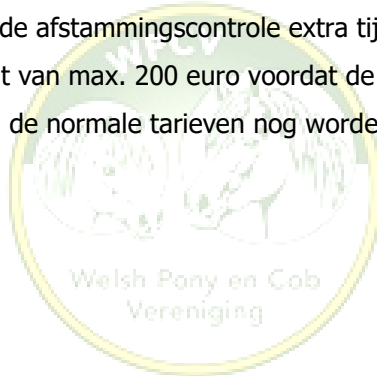 de afstammingscontrole extra tij
t van max. 200 euro voordat de
de normale tarieven nog worde
WPCV
Welsh Pony en Cob
Vereniging